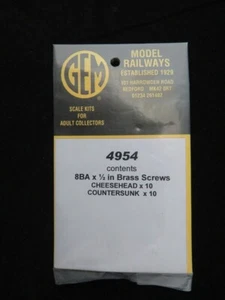 GEM
MODEL
RAILWAYS
ESTABLISHED 1929
BEDFORD
SCALE KITS
FOR
ADULT COLLECTORS
4954
contents
8BA x ½ in Brass Screws
CHEESEHEAD x 10
COUNTERSUNK x 10